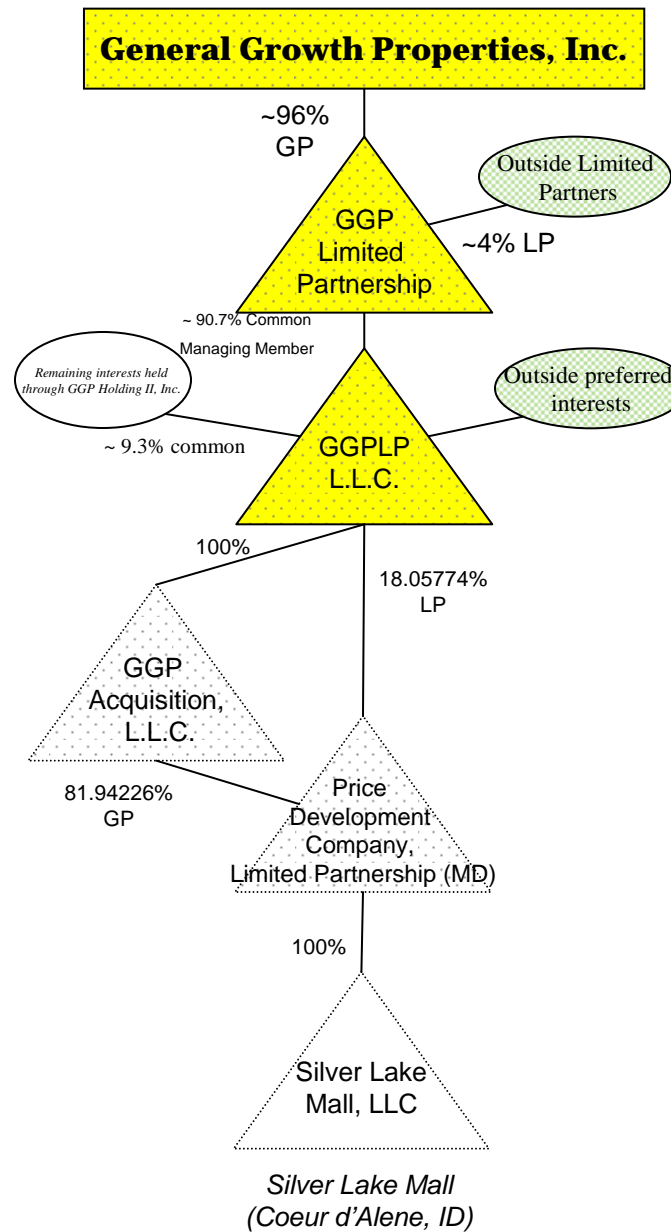 General Growth Properties, Inc.
~96%
GP
Outside Limited
Partners
GGP
Limited
Partnership
~4% LP
~ 90.7% Common
Managing Member
Remaining interests held
through GGP Holding II, Inc.
Outside preferred
interests
~ 9.3% common
GGPLP
L.L.C.
100%
18.05774%
LP
GGP
Acquisition,
L.L.C.
81.94226%
GP
Price
Development
Company,
Limited Partnership (MD)
100%
Silver Lake
Mall, LLC
Silver Lake Mall
(Coeur d'Alene, ID)